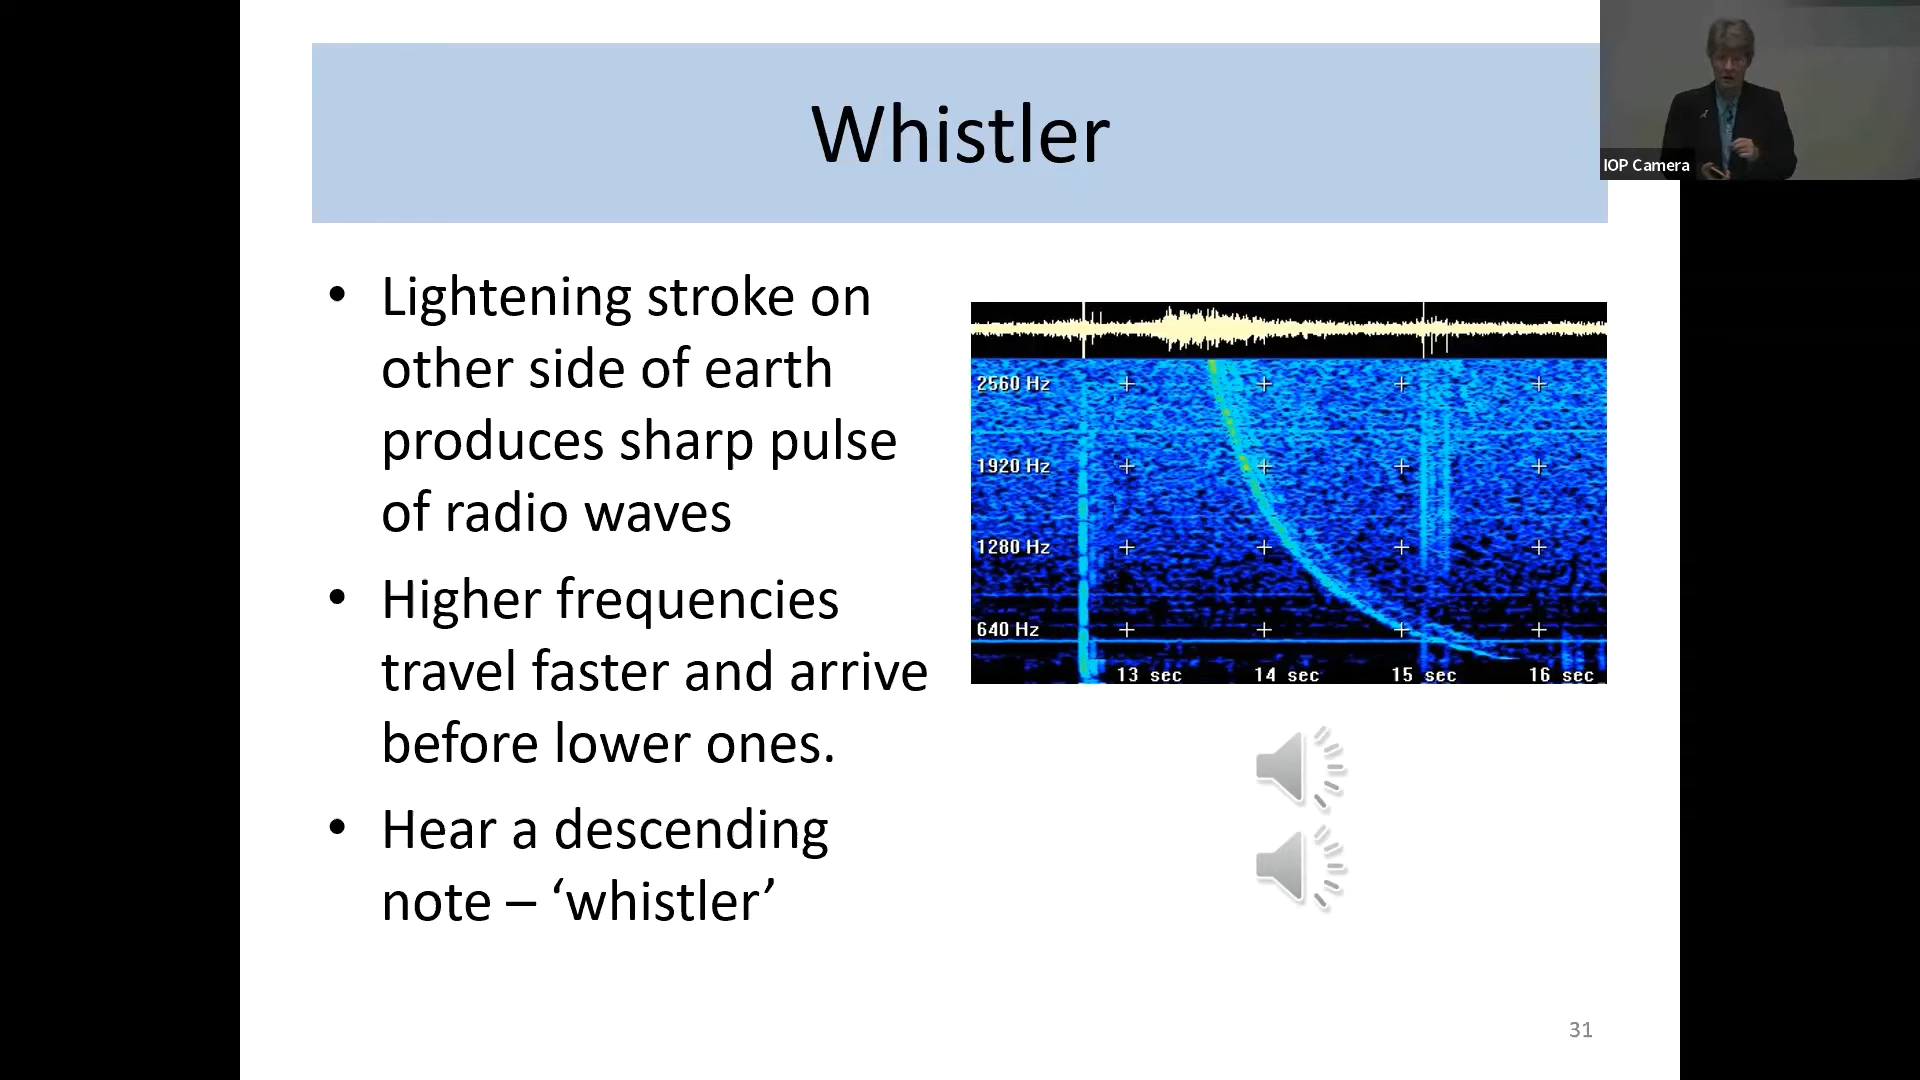 Whistler
IOP Camera
• Lightening stroke on
other side of earth
produces sharp pulse
of radio waves
• Higher frequencies
travel faster and arrive
before lower ones.
• Hear a descending
note – ‘whistler’
2560 Hz
1920 Hz
1280 Hz
640 Hz
13 sec 14 sec 15 sec 16 sec
31